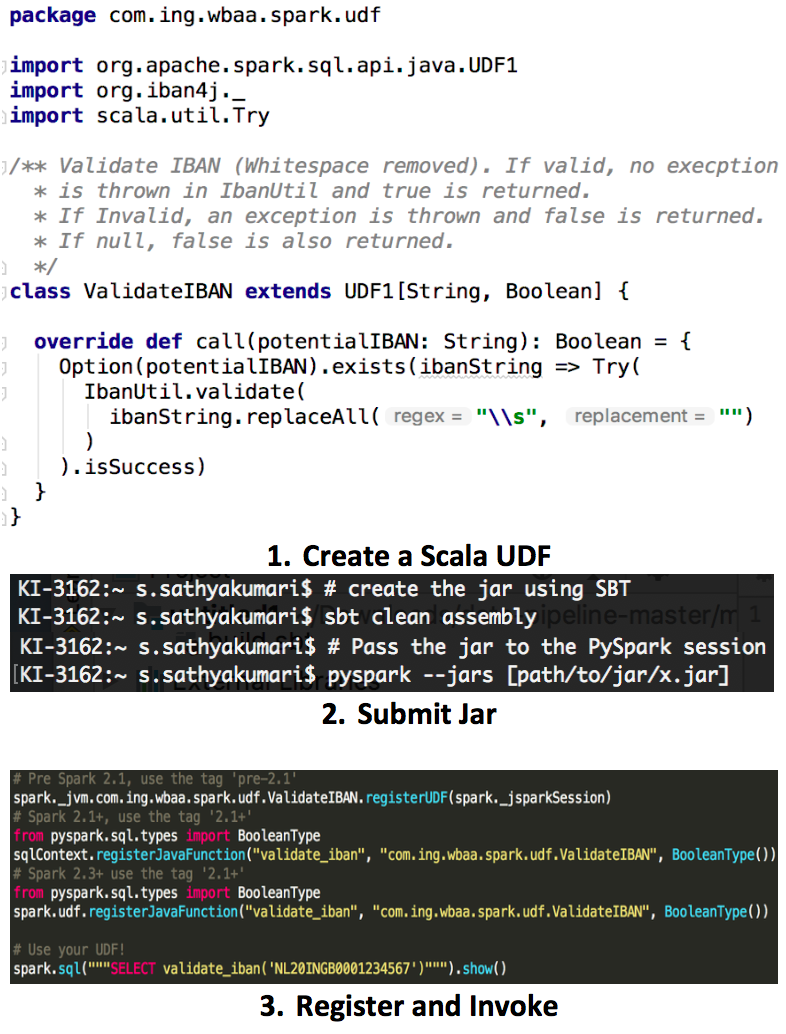 package com.ing.wbaa.spark.udf
import org.apache.spark.sql.api.java.UDF1
import org.iban4j._
import scala.util.Try
/** Validate IBAN (Whitespace removed). If valid, no execption
* is thrown in IbanUtil and true is returned.
* If Invalid, an exception is thrown and false is returned.
* If null, false is also returned.
*/
class ValidateIBAN extends UDF1[String, Boolean] {
override def call(potentialIBAN: String): Boolean = {
Option(potentialIBAN).exists(ibanString => Try(
IbanUtil.validate(
ibanString.replaceAll( regex = "\\s", replacement = "")
)
).isSuccess)
}
}
1. Create a Scala UDF
KI-3162:~ s.sathyakumari$ # create the jar using SBT
KI-3162:~ s.sathyakumari$ sbt clean assembly
KI-3162:~ s.sathyakumari$ # Pass the jar to the PySpark session
[KI-3162:~ s.sathyakumari$ pyspark --jars [path/to/jar/x.jar]
2. Submit Jar
# Pre Spark 2.1, use the tag 'pre-2.1'
spark._jvm.com.ing.wbaa.spark.udf.ValidateIBAN.registerUDF(spark._jsparkSession)
# Spark 2.1+, use the tag '2.1+'
from pyspark.sql.types import BooleanType
sqlContext.registerJavaFunction("validate_iban", "com.ing.wbaa.spark.udf.ValidateIBAN", BooleanType())
# Spark 2.3+ use the tag '2.1+'
from pyspark.sql.types import BooleanType
spark.udf.registerJavaFunction("validate_iban", "com.ing.wbaa.spark.udf.ValidateIBAN", BooleanType())
# Use your UDF!
spark.sql("""SELECT validate_iban('NL20INGB0001234567')""").show()
3. Register and Invoke